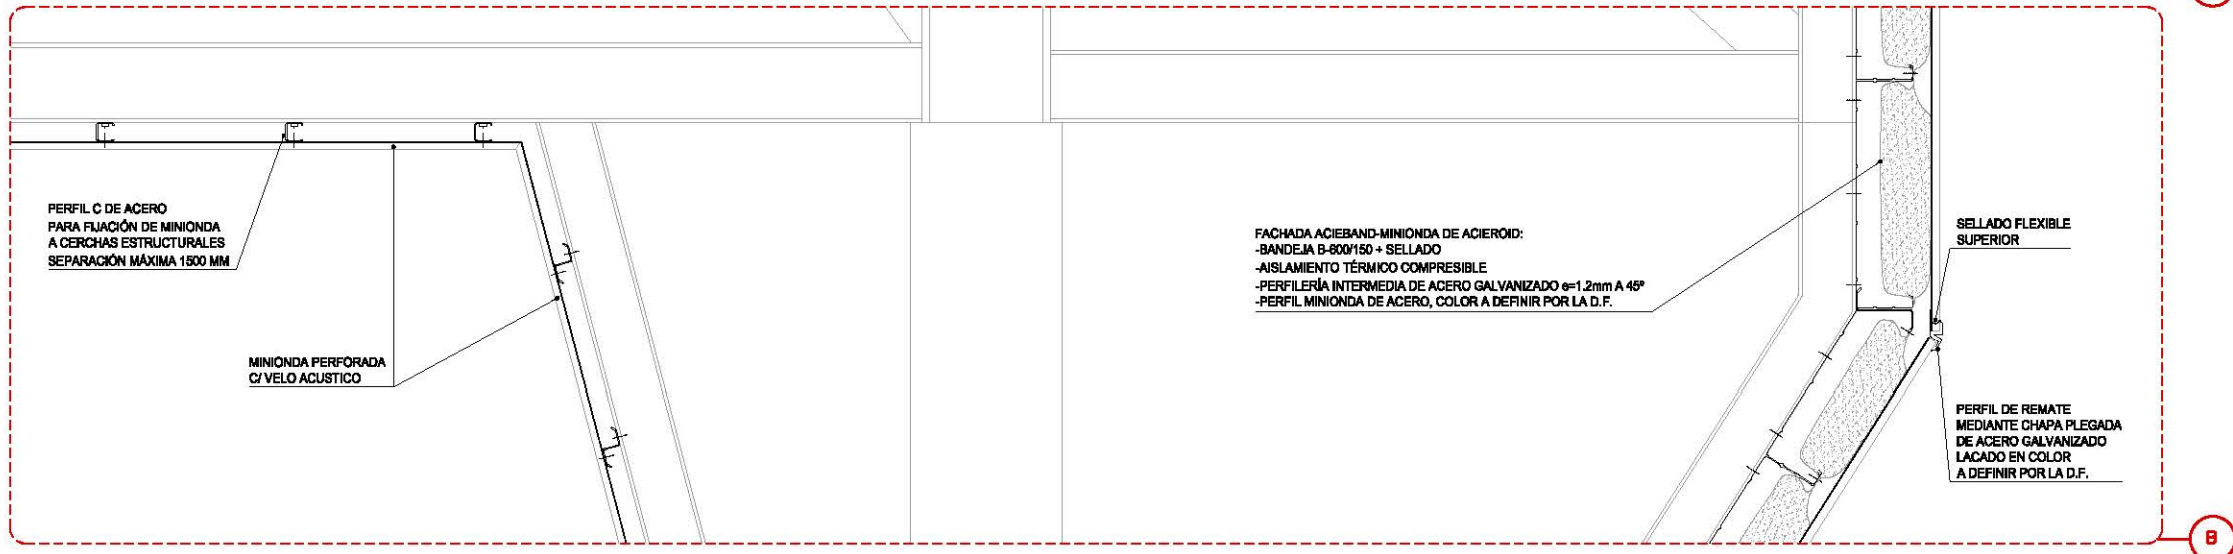 PERFIL C DE ACERO
PARA FIJACIÓN DE MINIONDA
A CERCHAS ESTRUCTURALES
SEPARACIÓN MÁXIMA 1500 MM
MINIONDA PERFORADA
C/ VELO ACUSTICO
FACHADA ACIEBAND-MINIONDA DE ACIEROID:
-BANDEJA B-600/150 + SELLADO
-AISLAMIENTO TÉRMICO COMPRESIBLE
-PERFILERÍA INTERMEDIA DE ACERO GALVANIZADO e=1.2mm A 45º
-PERFIL MINIONDA DE ACERO, COLOR A DEFINIR POR LA D.F.
SELLADO FLEXIBLE
SUPERIOR
PERFIL DE REMATE
MEDIANTE CHAPA PLEGADA
DE ACERO GALVANIZADO
LACADO EN COLOR
A DEFINIR POR LA D.F.
B